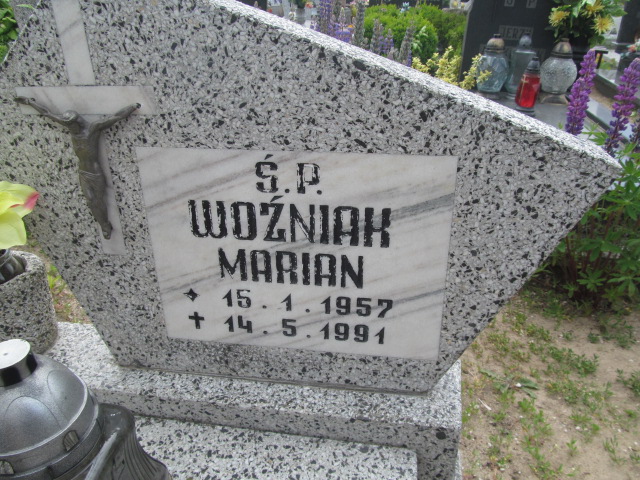 Ś.P.
WOŹNIAK
MARIAN
15.1.1957
✝ 14.5.1991